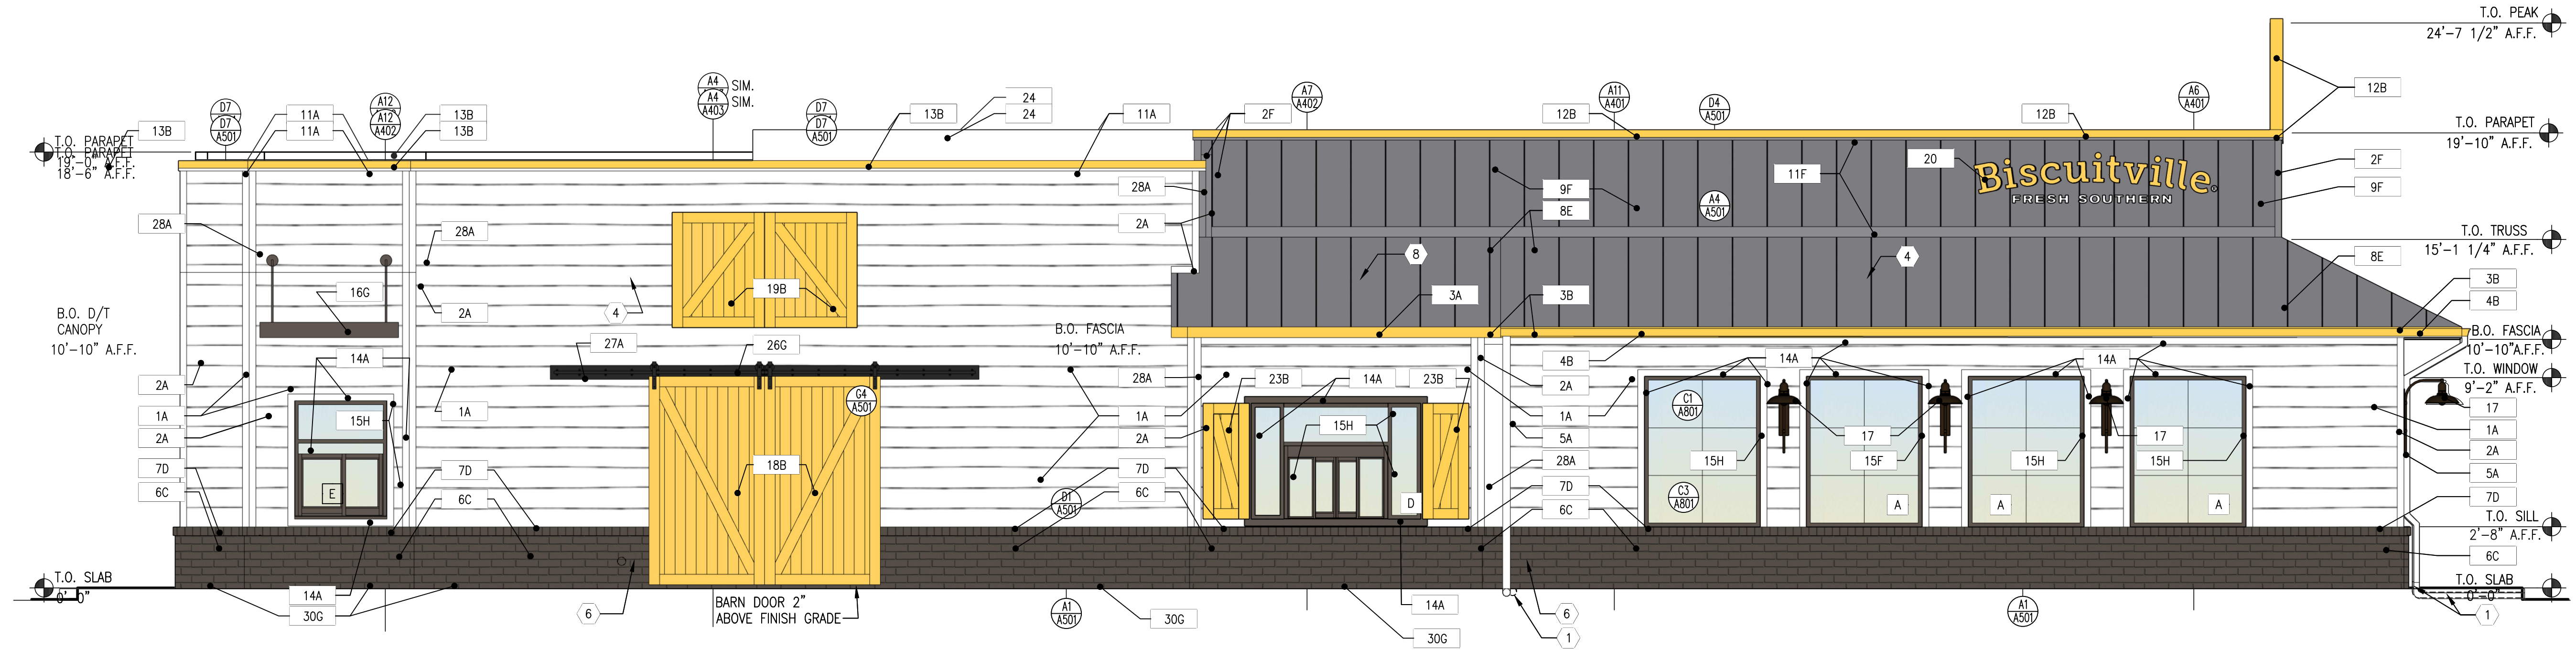 T.O. PEAK
24'-7 1/2" A.F.F.
12B
A4
SIM.
A4
A403
SIM.
D7
D7
A501
11A
11A
A12
A12
A402
13B
13B
D7
D7
A501
13B
24
24
11A
2F
A7
A402
12B
A11
A401
D4
A501
12B
A6
A401
13B
T.O. PARAPET
T.O. PARAPET
19'-0" A.F.F.
18'-6" A.F.F.
T.O. PARAPET
19'-10" A.F.F.
28A
9F
8E
A4
A501
11F
20
Biscuitville®
FRESH SOUTHERN
2F
9F
28A
28A
2A
T.O. TRUSS
15'-1 1/4" A.F.F.
8
4
8E
16G
2A
4
19B
3A
3B
3B
4B
B.O. D/T
CANOPY
10'-10" A.F.F.
B.O. FASCIA
10'-10" A.F.F.
B.O. FASCIA
10'-10"A.F.F.
14A
27A
26G
28A
4B
2A
14A
14A
T.O. WINDOW
9'-2" A.F.F.
2A
1A
2A
15H
1A
G4
A501
1A
2A
23B
14A
23B
15H
1A
5A
C1
A801
17
17
17
1A
2A
5A
7D
6C
E
7D
6C
18B
7D
6C
D1
A501
D
28A
7D
6C
15H
C3
A801
15F
A
15H
A
15H
A
7D
T.O. SILL
2'-8" A.F.F.
6C
T.O. SLAB
0'-0"
14A
30G
6
BARN DOOR 2"
ABOVE FINISH GRADE
A1
A501
30G
14A
30G
6
1
A1
A501
T.O. SLAB
0'-0"
1